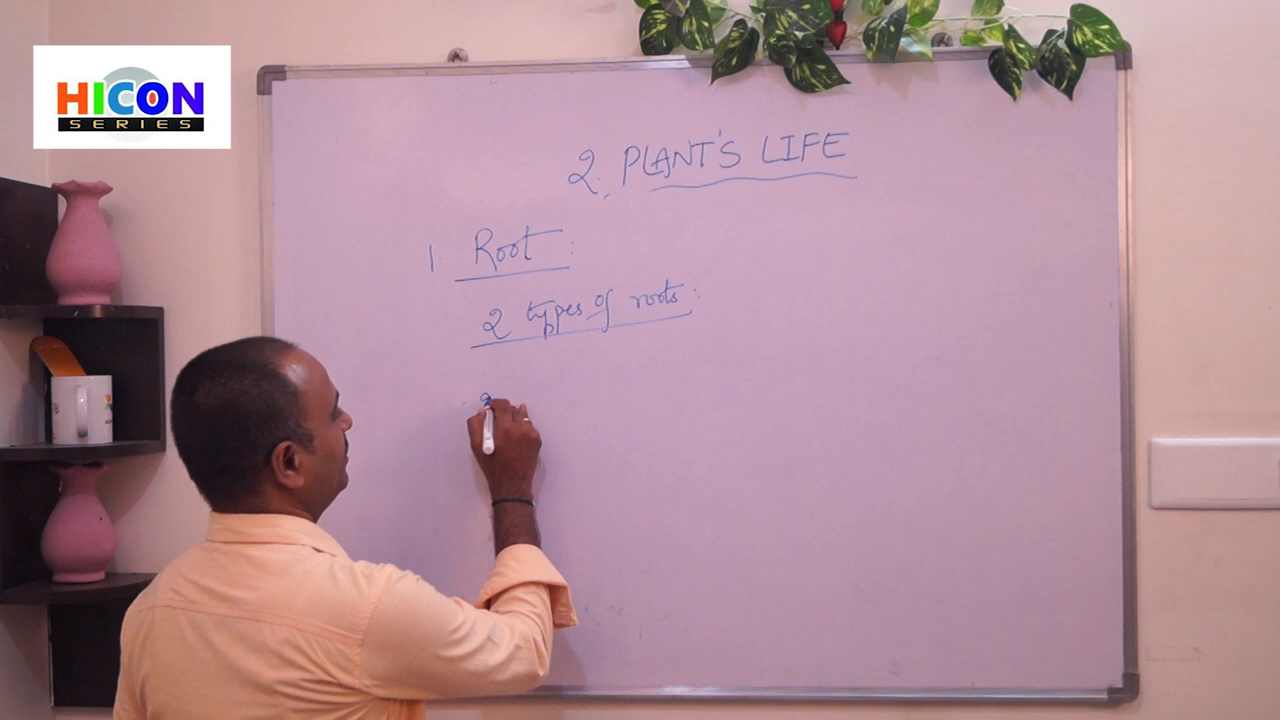 HICON
SERIES
2. PLANT'S LIFE
1. Root :
2 types of roots :